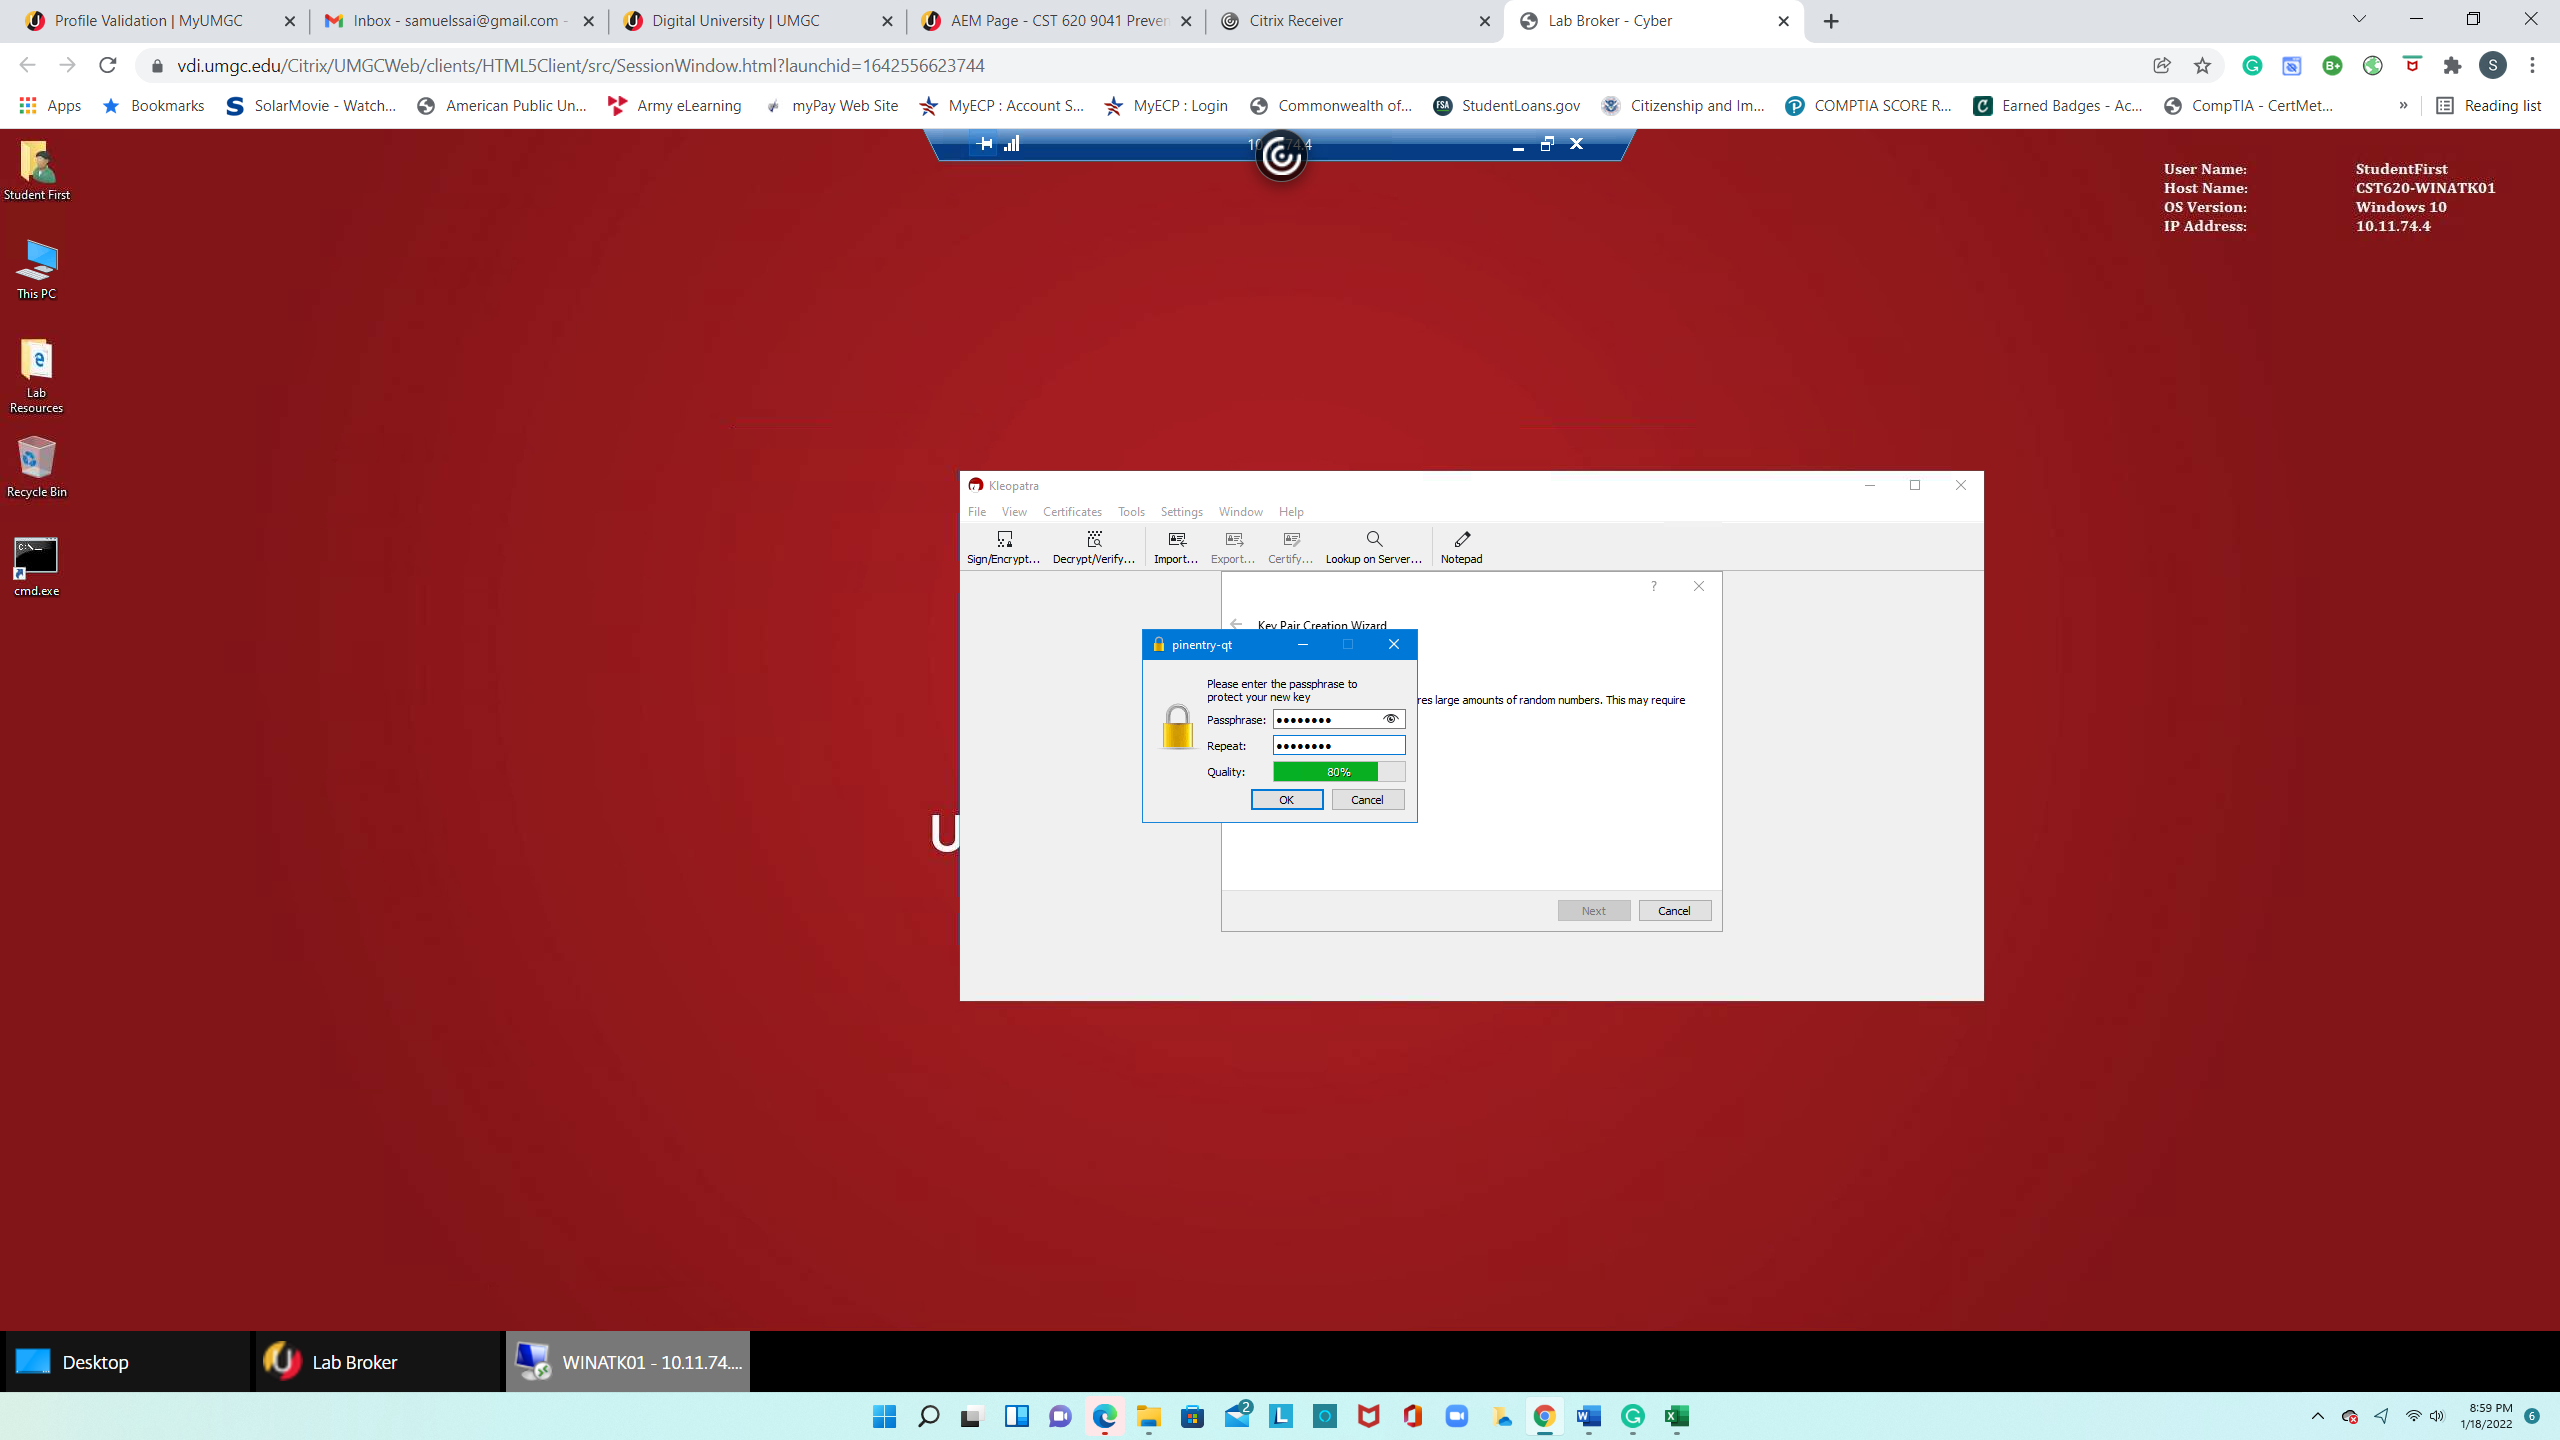 Profile Validation | MyUMGC
Inbox - samuelssai@gmail.com -
Digital University | UMGC
AEM Page - CST 620 9041 Preven
Citrix Receiver
Lab Broker - Cyber
vdi.umgc.edu/Citrix/UMGCWeb/clients/HTML5Client/src/SessionWindow.html?launchid=1642556623744
S
Apps
Bookmarks
SolarMovie - Watch...
American Public Un...
Army eLearning
myPay Web Site
MyECP : Account S...
MyECP : Login
Commonwealth of...
StudentLoans.gov
Citizenship and Im...
COMPTIA SCORE R...
Earned Badges - Ac...
CompTIA - CertMet...
»
Reading list
Student First
This PC
Lab
Resources
Recycle Bin
cmd.exe
User Name: StudentFirst
Host Name: CST620-WINATK01
OS Version: Windows 10
IP Address: 10.11.74.4
Kleopatra
File View Certificates Tools Settings Window Help
Sign/Encrypt... Decrypt/Verify... Import... Export... Certify... Lookup on Server... Notepad
?
Key Pair Creation Wizard
pinentry-qt
Please enter the passphrase to
protect your new key
res large amounts of random numbers. This may require
Passphrase: ••••••••
Repeat: ••••••••
Quality: 80%
OK Cancel
U
Next Cancel
Desktop
Lab Broker
WINATK01 - 10.11.74....
2
8:59 PM
1/18/2022
6